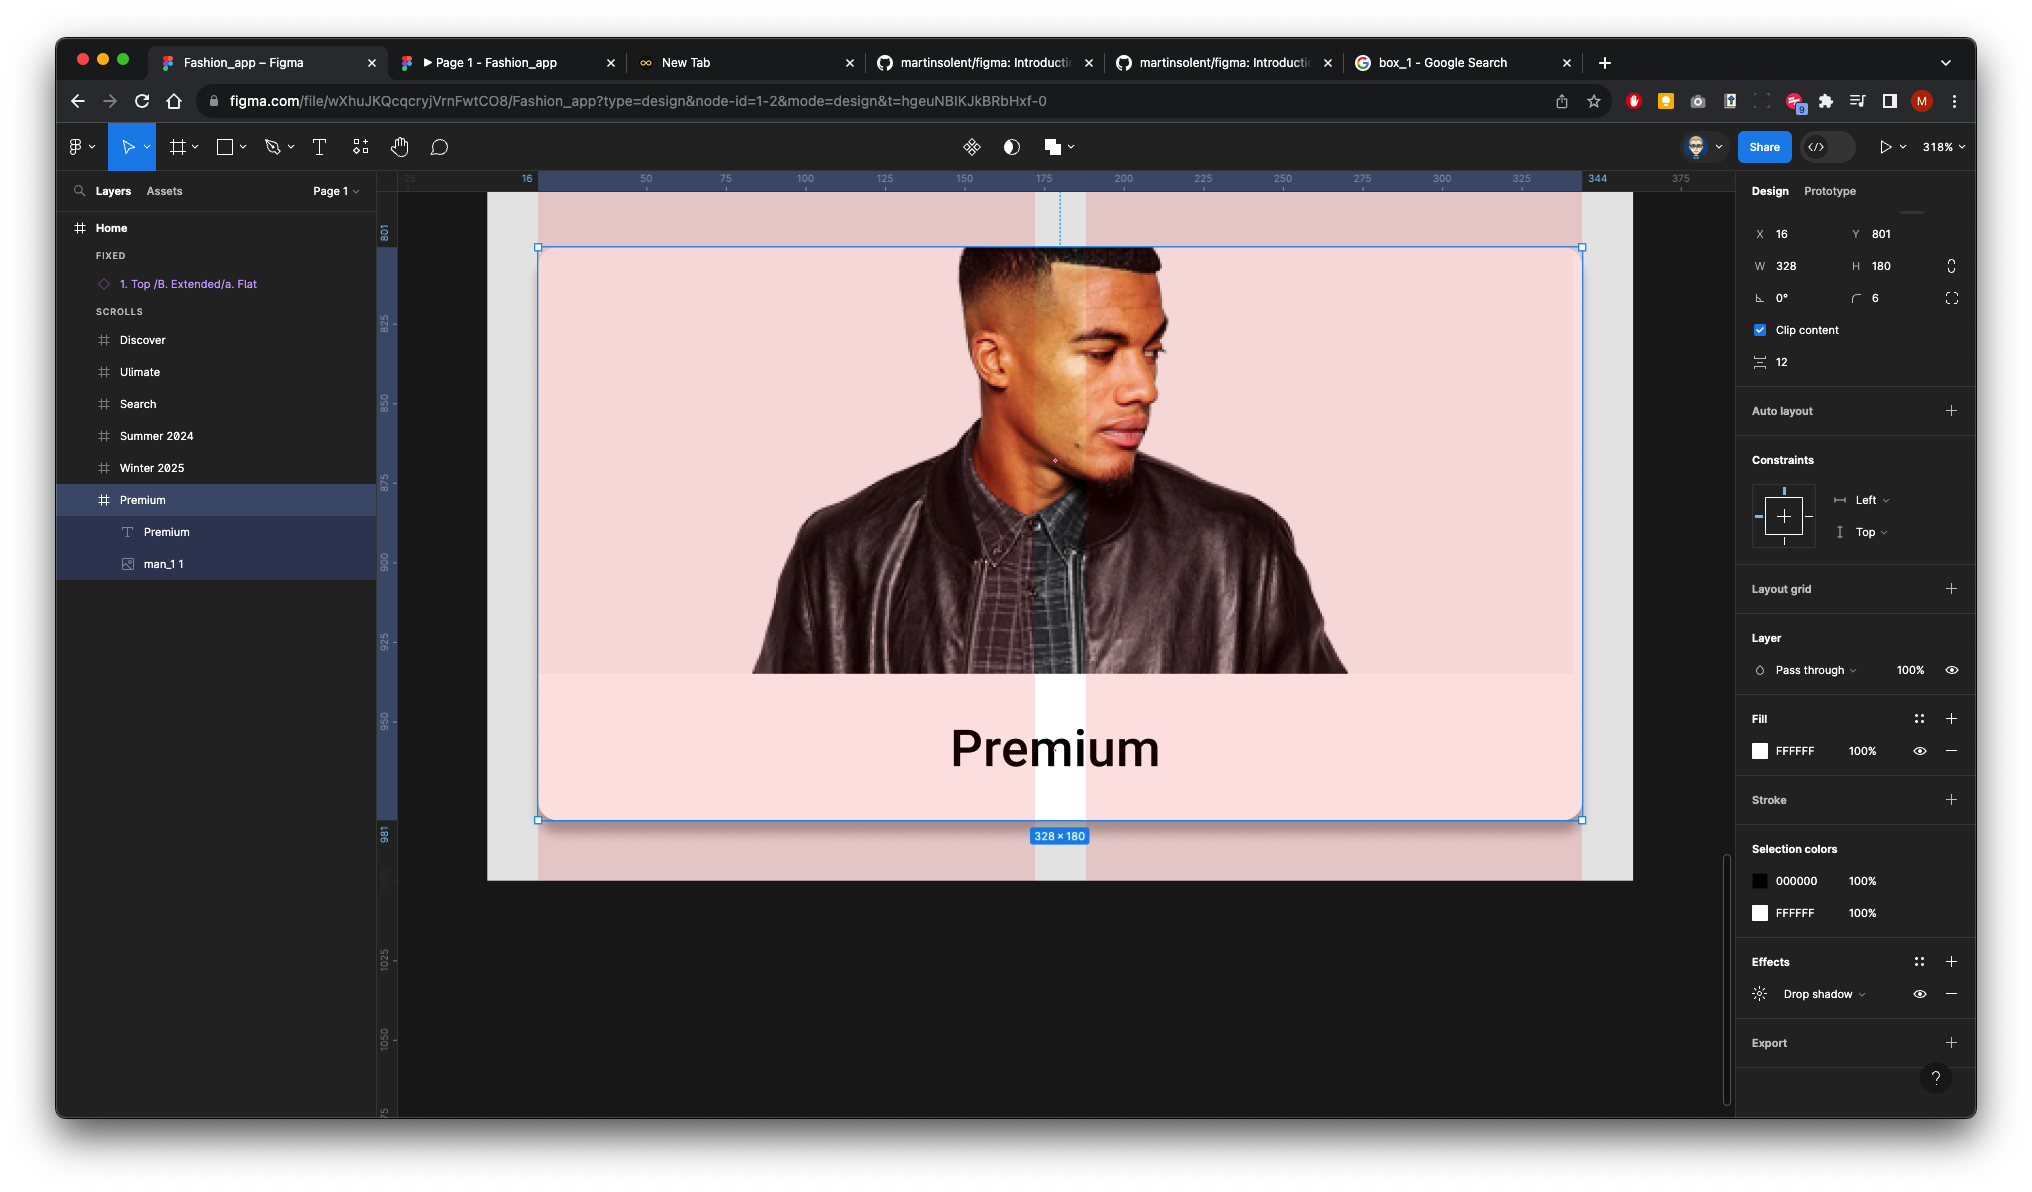 Fashion_app – Figma
Page 1 - Fashion_app
New Tab
martinsolent/figma: Introductic
martinsolent/figma: Introductic
box_1 - Google Search
figma.com/file/wXhuJKQcqcryjVrnFwtCO8/Fashion_app?type=design&node-id=1-2&mode=design&t=hgeuNBIKJkBRbHxf-0
9
M
Share
318%
Layers
Assets
Page 1
-25
16
50
75
100
125
150
175
200
225
250
275
300
325
344
375
Design
Prototype
Home
FIXED
1. Top /B. Extended/a. Flat
SCROLLS
Discover
Ulimate
Search
Summer 2024
Winter 2025
Premium
Premium
man_1 1
801
825
850
875
900
925
950
981
1025
1050
75
Premium
328 × 180
X 16
Y 801
W 328
H 180
0°
6
Clip content
12
Auto layout
Constraints
Left
Top
Layout grid
Layer
Pass through
100%
Fill
FFFFFF
100%
Stroke
Selection colors
000000
100%
FFFFFF
100%
Effects
Drop shadow
Export
?